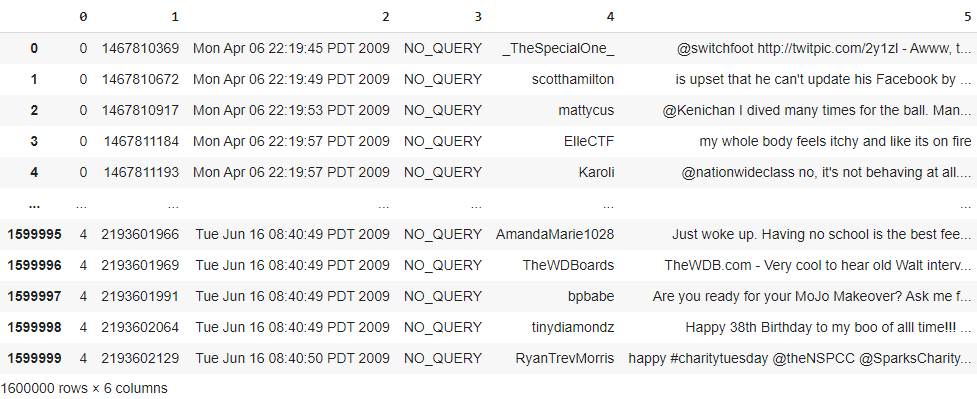 0 1 2 3 4 5
0 0 1467810369 Mon Apr 06 22:19:45 PDT 2009 NO_QUERY _TheSpecialOne_ @switchfoot http://twitpic.com/2y1zl - Awww, t...
1 0 1467810672 Mon Apr 06 22:19:49 PDT 2009 NO_QUERY scotthamilton is upset that he can't update his Facebook by ...
2 0 1467810917 Mon Apr 06 22:19:53 PDT 2009 NO_QUERY mattycus @Kenichan I dived many times for the ball. Man...
3 0 1467811184 Mon Apr 06 22:19:57 PDT 2009 NO_QUERY ElleCTF my whole body feels itchy and like its on fire
4 0 1467811193 Mon Apr 06 22:19:57 PDT 2009 NO_QUERY Karoli @nationwideclass no, it's not behaving at all....
... ... ... ... ... ... ...
1599995 4 2193601966 Tue Jun 16 08:40:49 PDT 2009 NO_QUERY AmandaMarie1028 Just woke up. Having no school is the best fee...
1599996 4 2193601969 Tue Jun 16 08:40:49 PDT 2009 NO_QUERY TheWDBoards TheWDB.com - Very cool to hear old Walt interv...
1599997 4 2193601991 Tue Jun 16 08:40:49 PDT 2009 NO_QUERY bpbabe Are you ready for your MoJo Makeover? Ask me f...
1599998 4 2193602064 Tue Jun 16 08:40:49 PDT 2009 NO_QUERY tinydiamondz Happy 38th Birthday to my boo of alll time!!! ...
1599999 4 2193602129 Tue Jun 16 08:40:50 PDT 2009 NO_QUERY RyanTrevMorris happy #charitytuesday @theNSPCC @SparksCharity...
1600000 rows × 6 columns